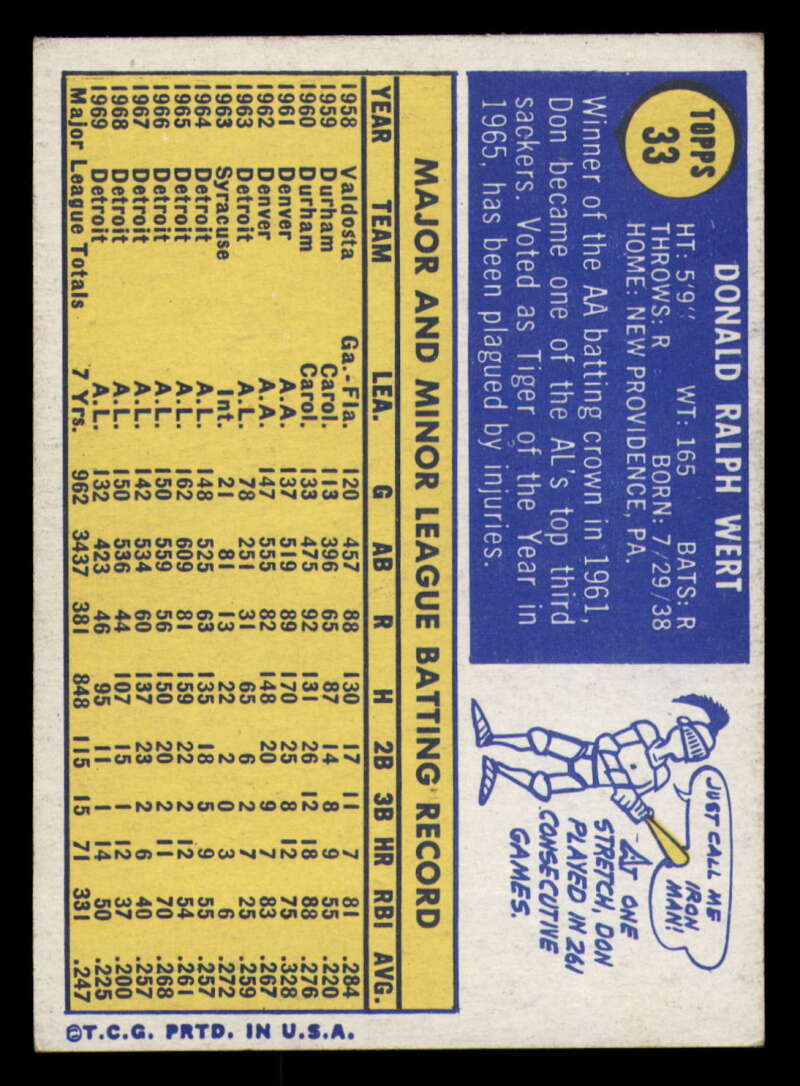 TOPPS
33
DONALD RALPH WERT
HT: 5'9" WT: 165 BATS: R
THROWS: R BORN: 7/29/38
HOME: NEW PROVIDENCE, PA.
Winner of the AA batting crown in 1961,
Don became one of the AL's top third
sackers. Voted as Tiger of the Year in
1965, has been plagued by injuries.
JUST CALL ME
IRON
MAN!
AT ONE
STRETCH, DON
PLAYED IN 261
CONSECUTIVE
GAMES.
MAJOR AND MINOR LEAGUE BATTING RECORD
YEAR TEAM LEA. G AB R H 2B 3B HR RBI AVG.
1958 Valdosta Ga.-Fla. 120 457 88 130 17 11 7 81 .284
1959 Durham Carol. 113 396 65 87 14 8 9 55 .220
1960 Durham Carol. 133 475 92 131 26 12 18 88 .276
1961 Denver A.A. 137 519 89 170 25 8 12 75 .328
1962 Denver A.A. 147 555 82 148 20 9 7 83 .267
1963 Detroit A.L. 78 251 31 65 6 2 7 25 .259
1963 Syracuse Int. 21 81 13 22 2 0 3 6 .272
1964 Detroit A.L. 148 525 63 135 18 5 9 55 .257
1965 Detroit A.L. 162 609 81 159 22 2 12 54 .261
1966 Detroit A.L. 150 559 56 150 20 2 11 70 .268
1967 Detroit A.L. 142 534 60 137 23 2 6 40 .257
1968 Detroit A.L. 150 536 44 107 15 1 12 37 .200
1969 Detroit A.L. 132 423 46 95 11 1 14 50 .225
Major League Totals 7 Yrs. 962 3437 381 848 115 15 71 331 .247
©T.C.G. PRTD. IN U.S.A.